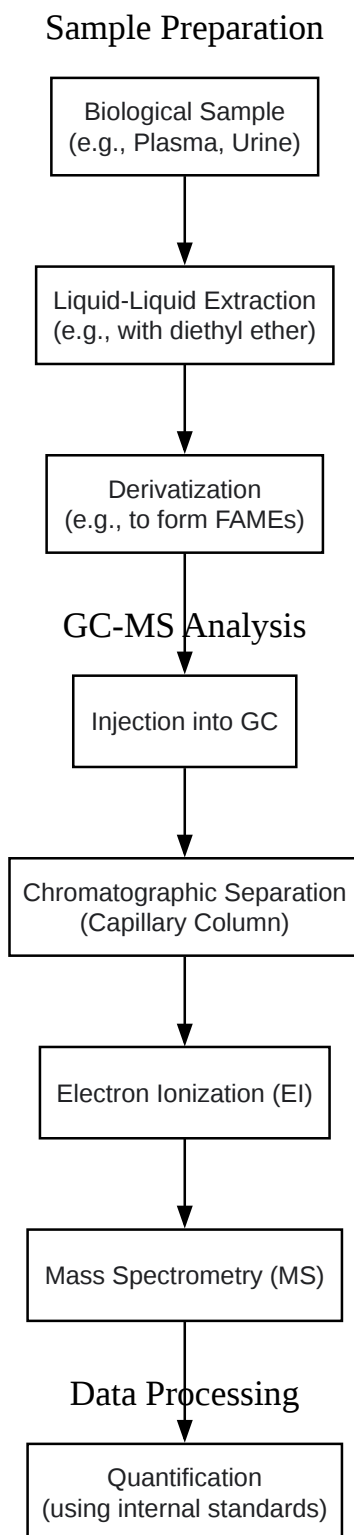 Sample Preparation
Biological Sample
(e.g., Plasma, Urine)
Liquid-Liquid Extraction
(e.g., with diethyl ether)
Derivatization
(e.g., to form FAMEs)
GC-MS Analysis
Injection into GC
Chromatographic Separation
(Capillary Column)
Electron Ionization (EI)
Mass Spectrometry (MS)
Data Processing
Quantification
(using internal standards)